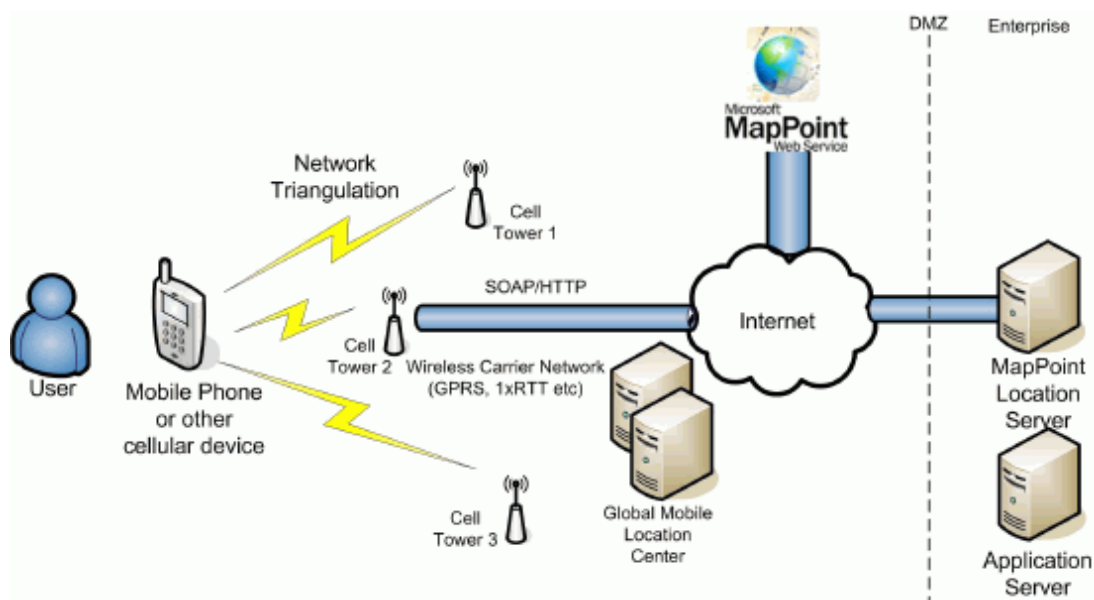 DMZ
Enterprise
Microsoft
MapPoint
Web Service
Network
Triangulation
Cell
Tower 1
SOAP/HTTP
Internet
Cell
Tower 2
Wireless Carrier Network
(GPRS, 1xRTT etc)
User
Mobile Phone
or other
cellular device
MapPoint
Location
Server
Cell
Tower 3
Global Mobile
Location
Center
Application
Server